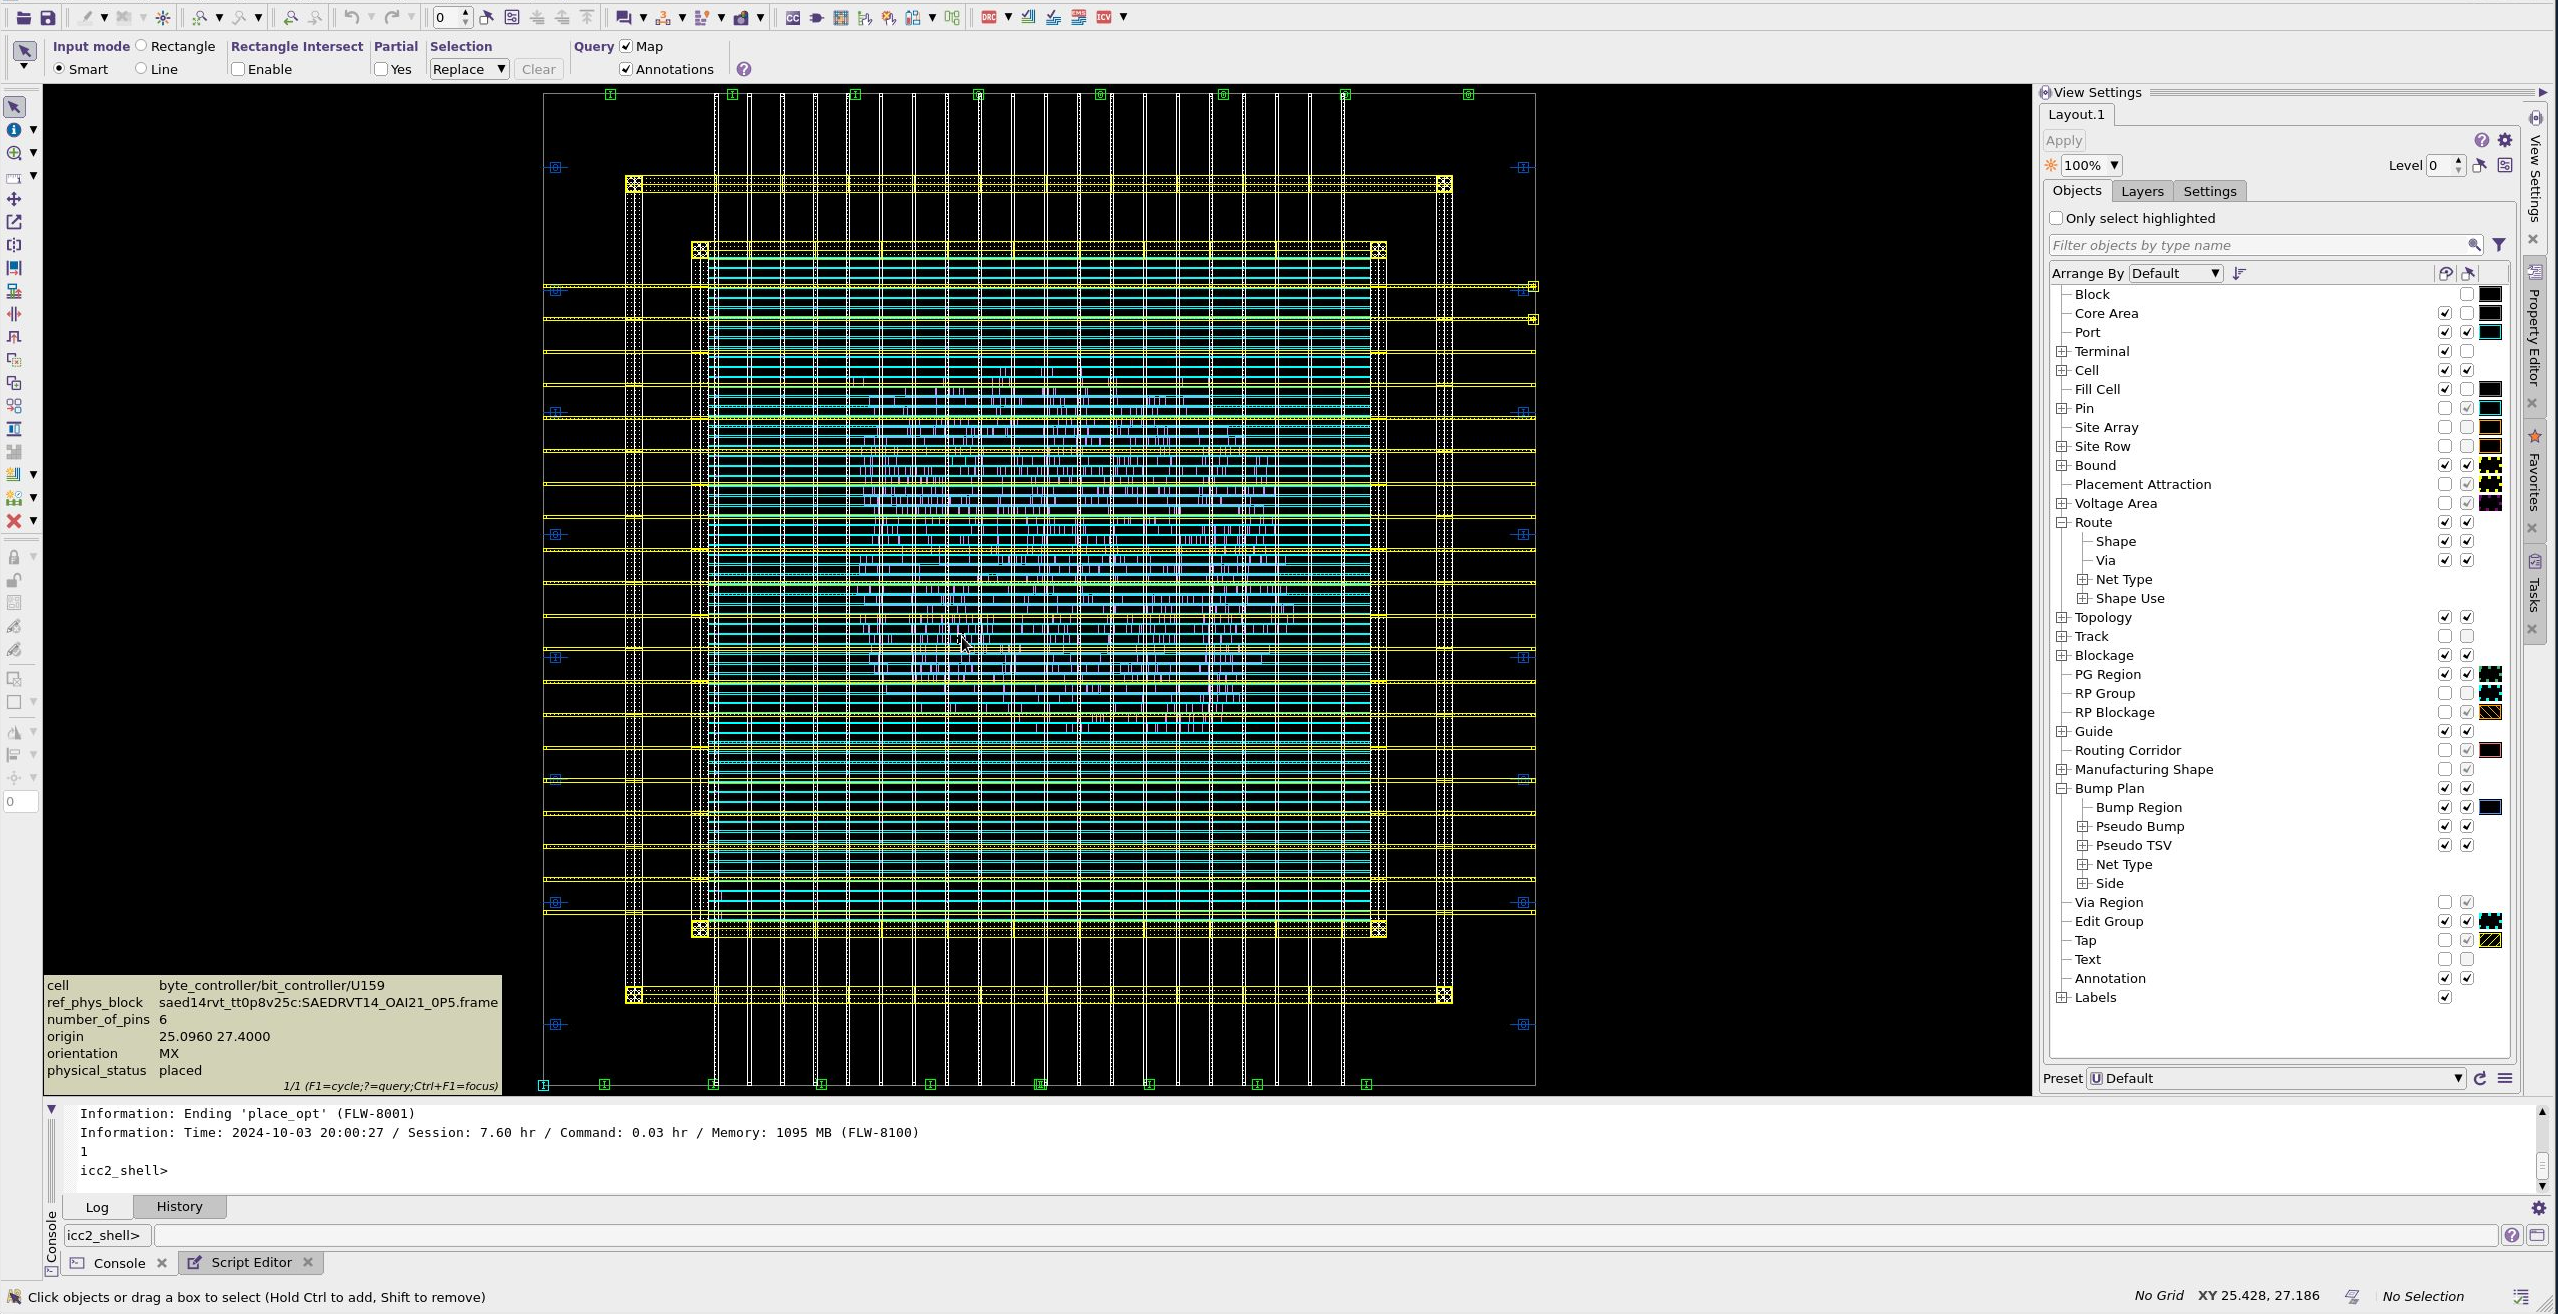 0
CC
DRC
ICV
Input mode Rectangle Rectangle Intersect Partial Selection Query Map
Smart Line Enable Yes Replace Clear Annotations
View Settings
Layout.1
Apply
100% Level 0
Objects Layers Settings
Only select highlighted
Filter objects by type name
Arrange By Default
Block
Core Area
Port
Terminal
Cell
Fill Cell
Pin
Site Array
Site Row
Bound
Placement Attraction
Voltage Area
Route
Shape
Via
Net Type
Shape Use
Topology
Track
Blockage
PG Region
RP Group
RP Blockage
Guide
Routing Corridor
Manufacturing Shape
Bump Plan
Bump Region
Pseudo Bump
Pseudo TSV
Net Type
Side
Via Region
Edit Group
Tap
Text
Annotation
Labels
Preset Default
View Settings
Property Editor
Favorites
Tasks
0
cell byte_controller/bit_controller/U159
ref_phys_block saed14rvt_tt0p8v25c:SAEDRVT14_OAI21_0P5.frame
number_of_pins 6
origin 25.0960 27.4000
orientation MX
physical_status placed
1/1 (F1=cycle;?=query;Ctrl+F1=focus)
Information: Ending 'place_opt' (FLW-8001)
Information: Time: 2024-10-03 20:00:27 / Session: 7.60 hr / Command: 0.03 hr / Memory: 1095 MB (FLW-8100)
1
icc2_shell>
Log History
Console
icc2_shell>
Console Script Editor
Click objects or drag a box to select (Hold Ctrl to add, Shift to remove) No Grid XY 25.428, 27.186 No Selection